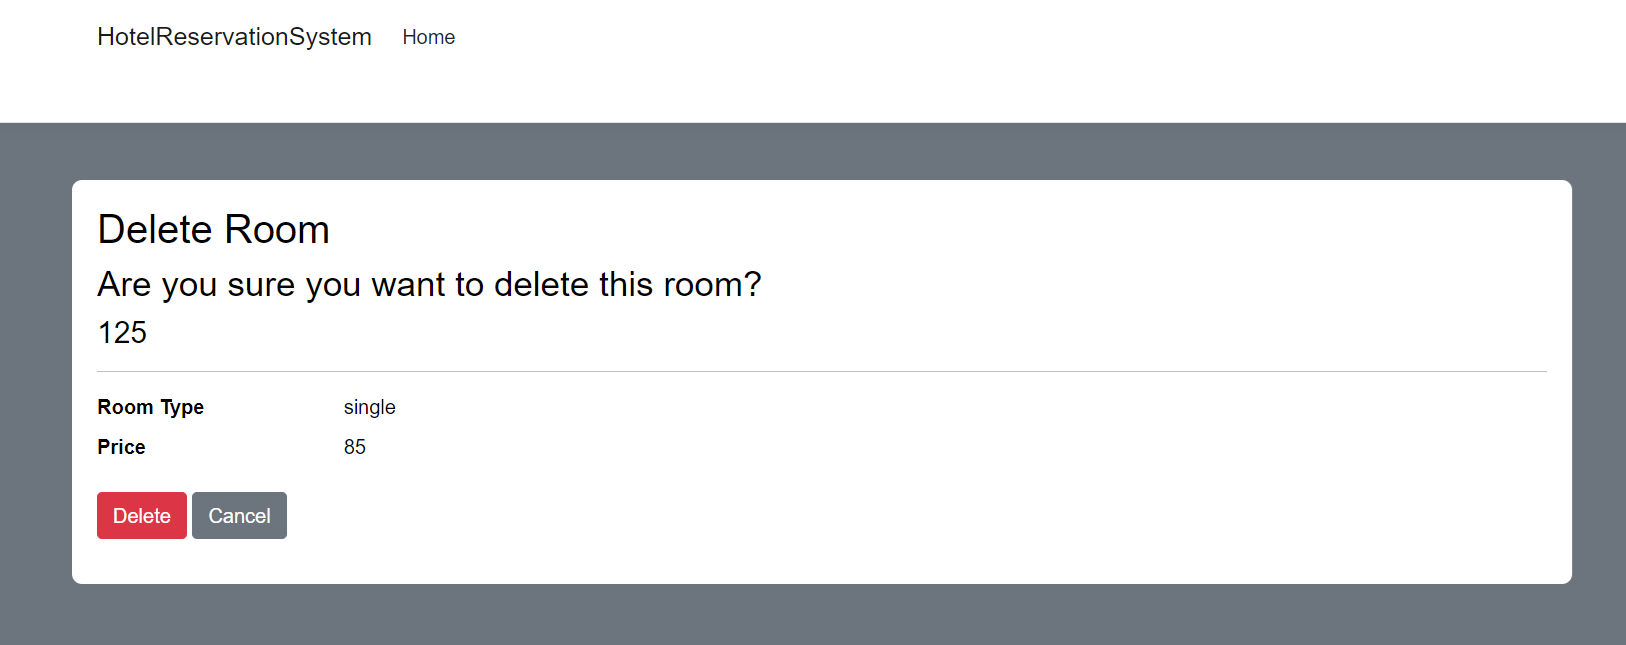 HotelReservationSystem Home
Delete Room
Are you sure you want to delete this room?
125
Room Type single
Price 85
Delete Cancel